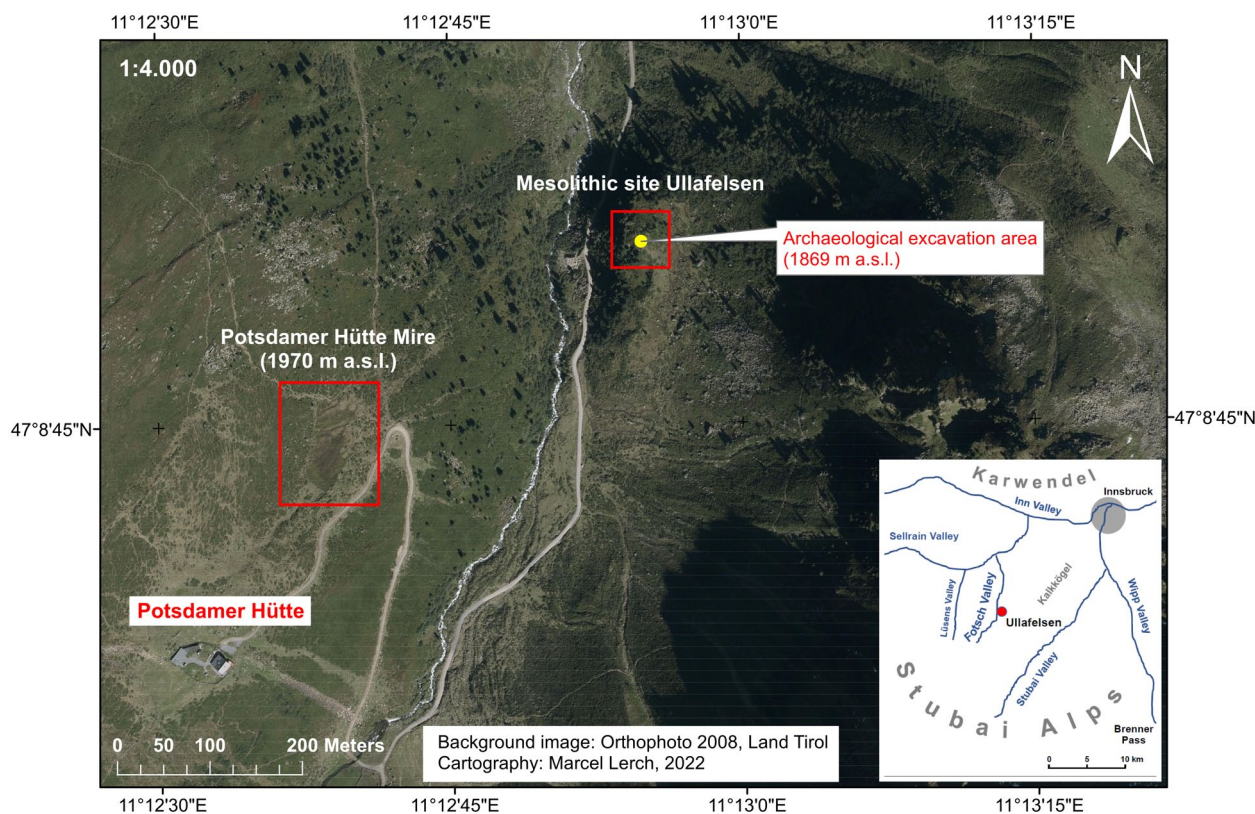 11°12'30"E
11°12'45"E
11°13'0"E
11°13'15"E
1:4.000
N
Mesolithic site Ullafelsen
Archaeological excavation area
(1869 m a.s.l.)
Potsdamer Hütte Mire
(1970 m a.s.l.)
47°8'45"N
47°8'45"N
Potsdamer Hütte
0 50 100 200 Meters
Background image: Orthophoto 2008, Land Tirol
Cartography: Marcel Lerch, 2022
Karwendel
Innsbruck
Inn Valley
Sellrain Valley
Kalkkögel
Lüsens Valley
Fotsch Valley
Wipp Valley
Ullafelsen
Stubai Valley
Stubai Alps
Brenner
Pass
0 5 10 km
11°12'30"E
11°12'45"E
11°13'0"E
11°13'15"E